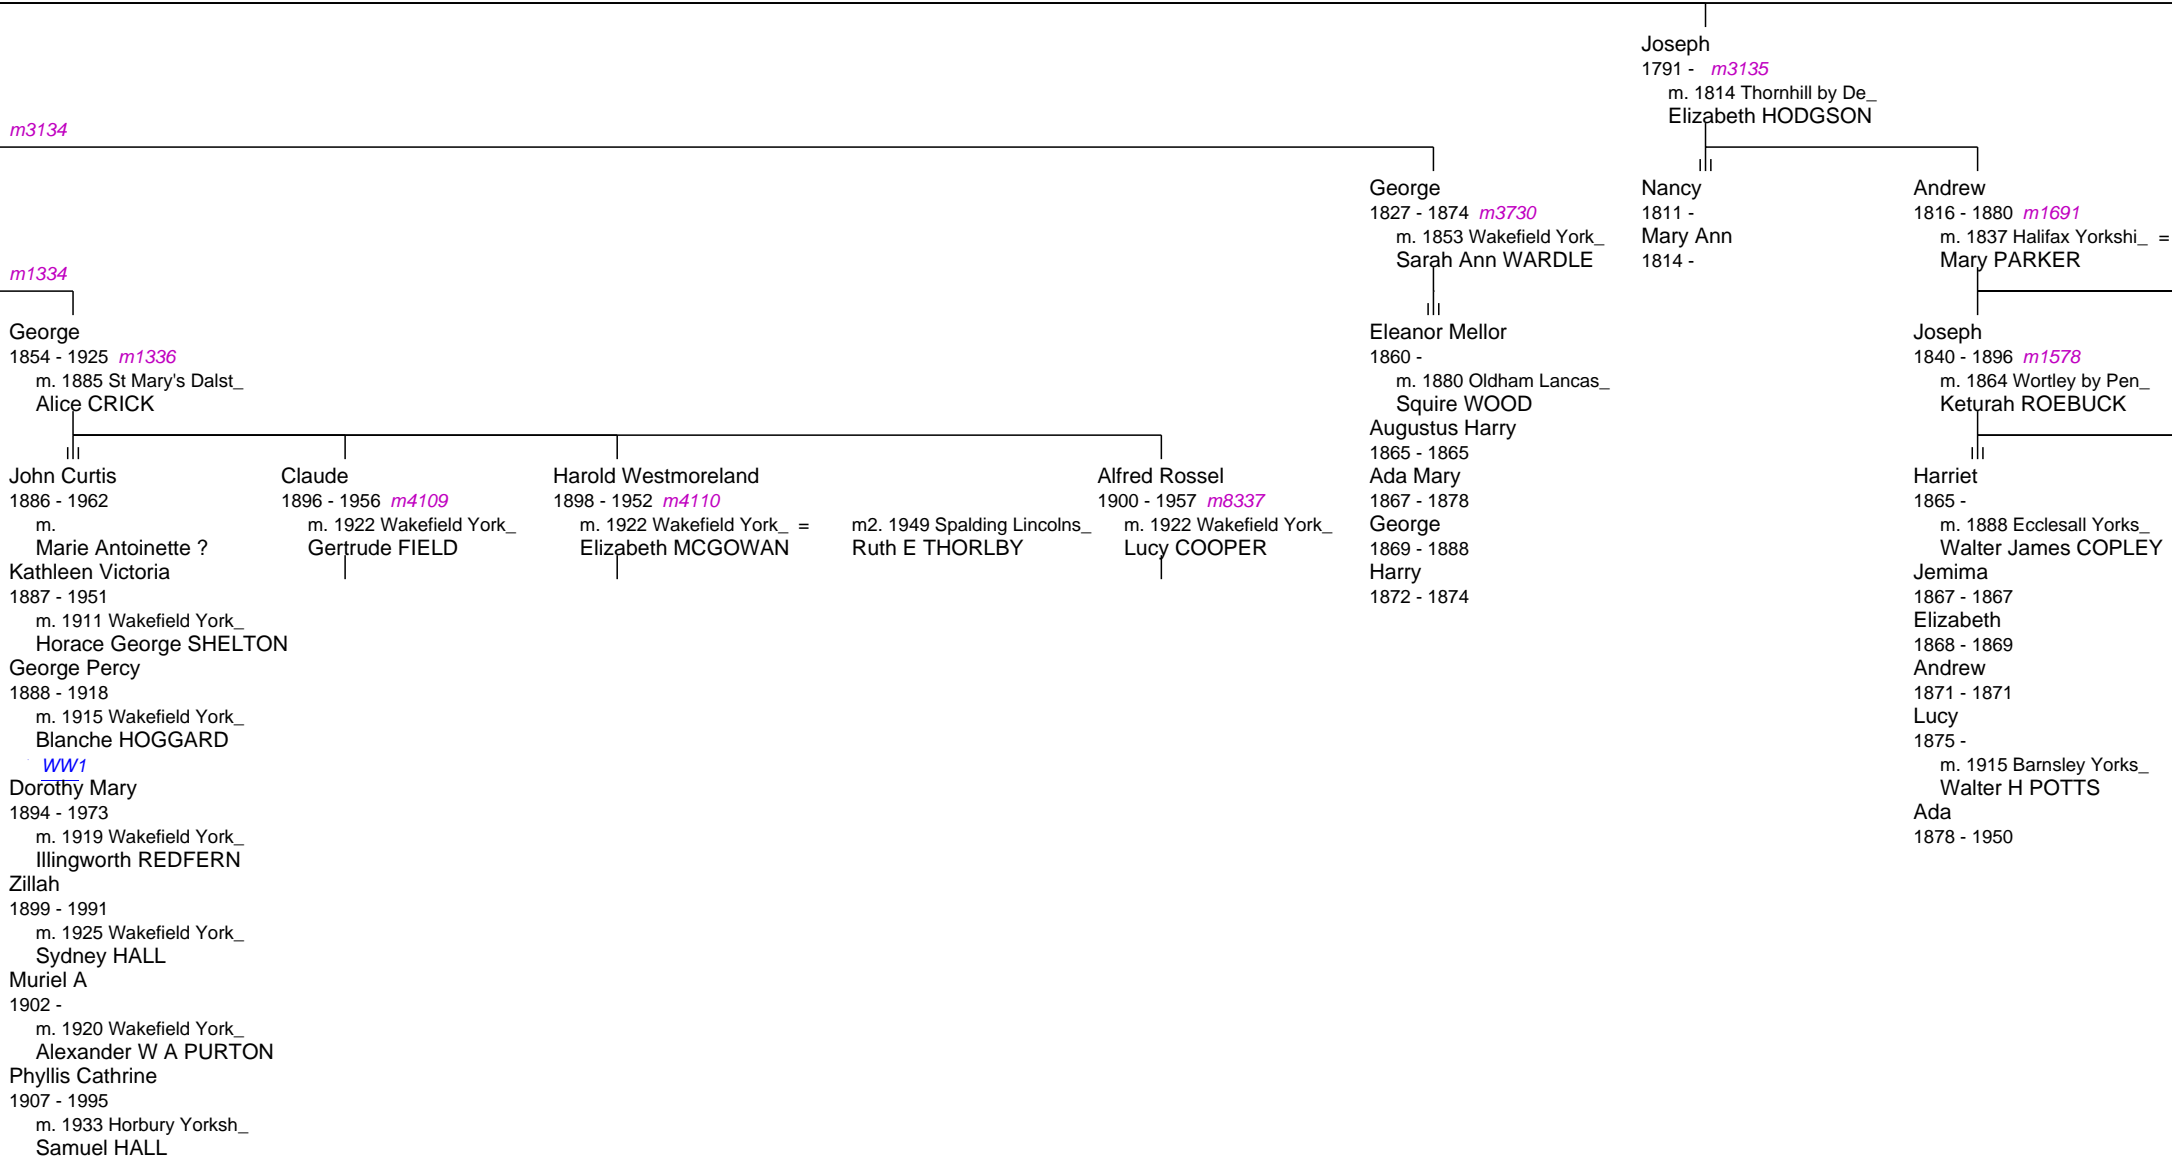 Joseph
1791 - m3135
m. 1814 Thornhill by De_
Elizabeth HODGSON
m3134
George
1827 - 1874 m3730
m. 1853 Wakefield York_
Sarah Ann WARDLE
Nancy
1811 -
Mary Ann
1814 -
Andrew
1816 - 1880 m1691
m. 1837 Halifax Yorkshi_ =
Mary PARKER
m1334
George
1854 - 1925 m1336
m. 1885 St Mary's Dalst_
Alice CRICK
Eleanor Mellor
1860 -
m. 1880 Oldham Lancas_
Squire WOOD
Augustus Harry
1865 - 1865
Ada Mary
1867 - 1878
George
1869 - 1888
Harry
1872 - 1874
Joseph
1840 - 1896 m1578
m. 1864 Wortley by Pen_
Keturah ROEBUCK
John Curtis
1886 - 1962
m.
Marie Antoinette ?
Kathleen Victoria
1887 - 1951
m. 1911 Wakefield York_
Horace George SHELTON
George Percy
1888 - 1918
m. 1915 Wakefield York_
Blanche HOGGARD
WW1
Dorothy Mary
1894 - 1973
m. 1919 Wakefield York_
Illingworth REDFERN
Zillah
1899 - 1991
m. 1925 Wakefield York_
Sydney HALL
Muriel A
1902 -
m. 1920 Wakefield York_
Alexander W A PURTON
Phyllis Cathrine
1907 - 1995
m. 1933 Horbury Yorksh_
Samuel HALL
Claude
1896 - 1956 m4109
m. 1922 Wakefield York_
Gertrude FIELD
Harold Westmoreland
1898 - 1952 m4110
m. 1922 Wakefield York_ =
Elizabeth MCGOWAN
m2. 1949 Spalding Lincolns_
Ruth E THORLBY
Alfred Rossel
1900 - 1957 m8337
m. 1922 Wakefield York_
Lucy COOPER
Harriet
1865 -
m. 1888 Ecclesall Yorks_
Walter James COPLEY
Jemima
1867 - 1867
Elizabeth
1868 - 1869
Andrew
1871 - 1871
Lucy
1875 -
m. 1915 Barnsley Yorks_
Walter H POTTS
Ada
1878 - 1950